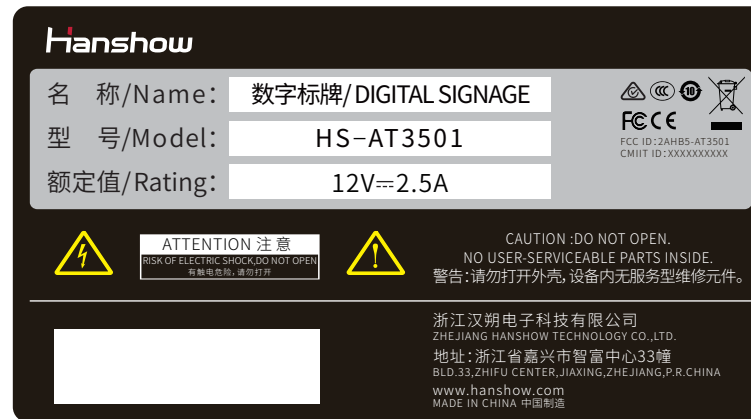 Hanshow
名 称/Name: 数字标牌/DIGITAL SIGNAGE
型 号/Model: HS-AT3501
额定值/Rating: 12V⎓2.5A
10
FC CE
FCC ID:2AHB5-AT3501
CMIIT ID:XXXXXXXXXX
ATTENTION 注意
RISK OF ELECTRIC SHOCK,DO NOT OPEN
有触电危险,请勿打开
CAUTION :DO NOT OPEN.
NO USER-SERVICEABLE PARTS INSIDE.
警告:请勿打开外壳,设备内无服务型维修元件。
浙江汉朔电子科技有限公司
ZHEJIANG HANSHOW TECHNOLOGY CO.,LTD.
地址:浙江省嘉兴市智富中心33幢
BLD.33,ZHIFU CENTER,JIAXING,ZHEJIANG,P.R.CHINA
www.hanshow.com
MADE IN CHINA 中国制造